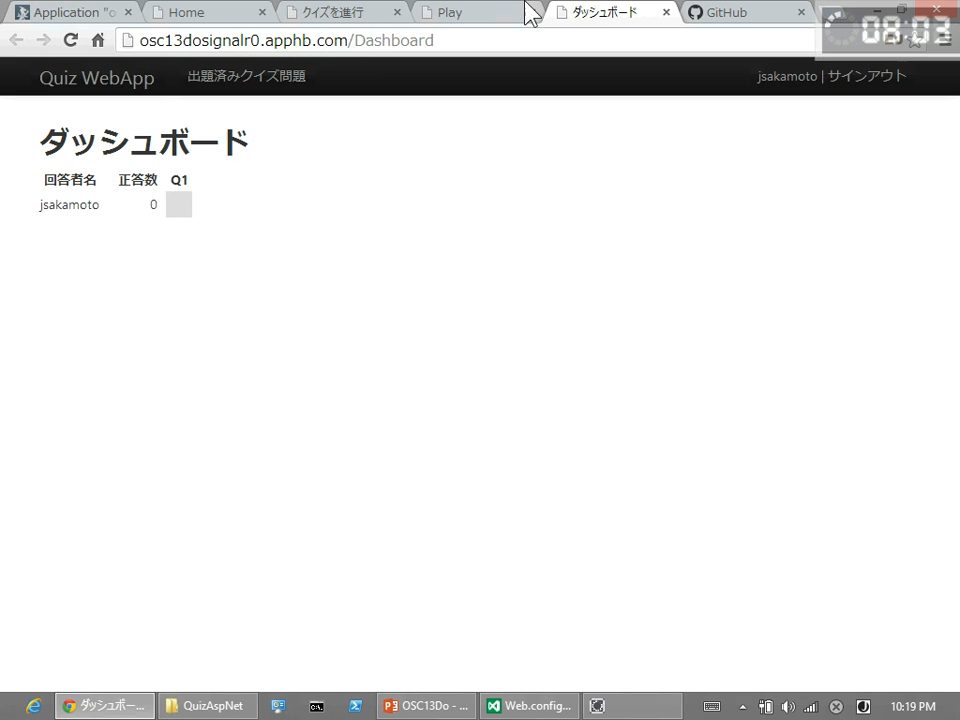 Application "o
Home
クイズを進行
Play
ダッシュボード
GitHub
08:03
osc13dosignalr0.apphb.com/Dashboard
Quiz WebApp
出題済みクイズ問題
jsakamoto | サインアウト
ダッシュボード
回答者名 正答数 Q1
jsakamoto 0
ダッシュボー...
QuizAspNet
OSC13Do - ...
Web.config...
10:19 PM